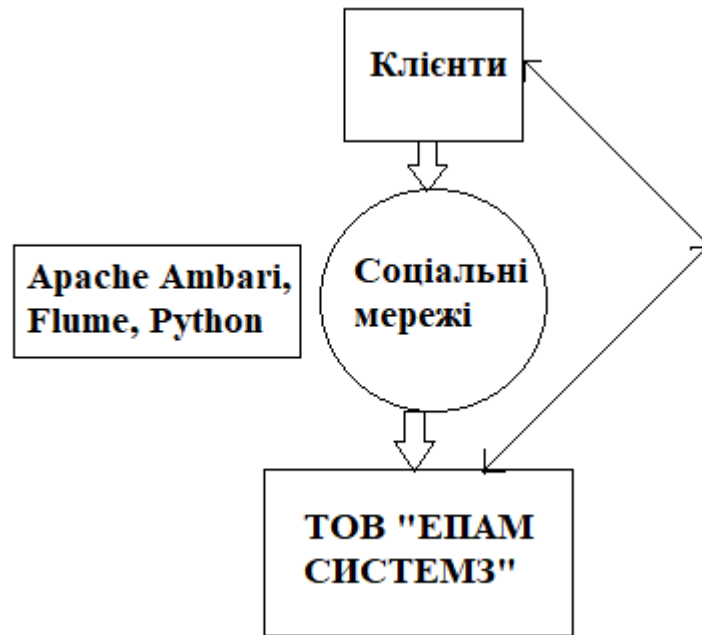 Клієнти
Соціальні
мережі
Apache Ambari,
Flume, Python
ТОВ "ЕПАМ
СИСТЕМЗ"